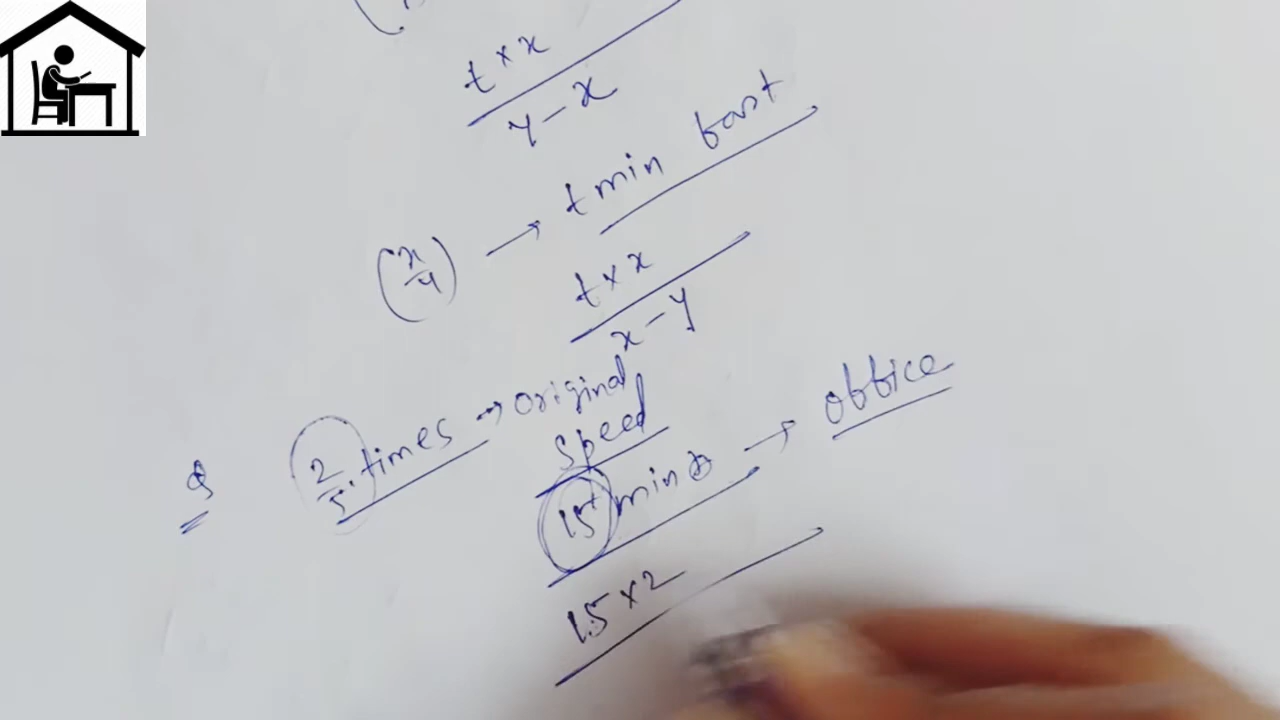 t × x
y - x
(x/y) → t min fast
t × x
x - y
Q 2/5 times → original speed
15 min → office
15 × 2